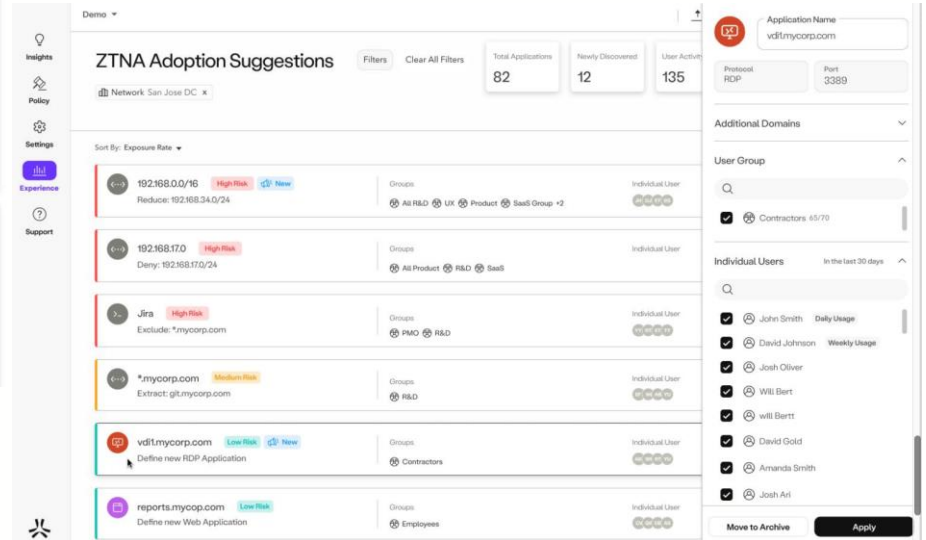 Demo
Insights
Policy
Settings
Experience
Support
ZTNA Adoption Suggestions
Filters
Clear All Filters
Network San Jose DC ×
Total Applications
82
Newly Discovered
12
User Activit
135
Sort By: Exposure Rate
192.168.0.0/16 High Risk New
Reduce: 192.168.34.0/24
Groups
All R&D UX Product SaaS Group +2
Individual User
192.168.17.0 High Risk
Deny: 192.168.17.0/24
Groups
All Product R&D SaaS
Individual User
Jira High Risk
Exclude: *.mycorp.com
Groups
PMO R&D
Individual User
*.mycorp.com Medium Risk
Extract: git.mycorp.com
Groups
R&D
Individual User
vdi1.mycorp.com Low Risk New
Define new RDP Application
Groups
Contractors
Individual User
reports.mycop.com Low Risk
Define new Web Application
Groups
Employees
Individual User
Application Name
vdi1.mycorp.com
Protocol
RDP
Port
3389
Additional Domains
User Group
Contractors 65/70
Individual Users In the last 30 days
John Smith Daily Usage
David Johnson Weekly Usage
Josh Oliver
Will Bert
will Bertt
David Gold
Amanda Smith
Josh Ari
Move to Archive
Apply